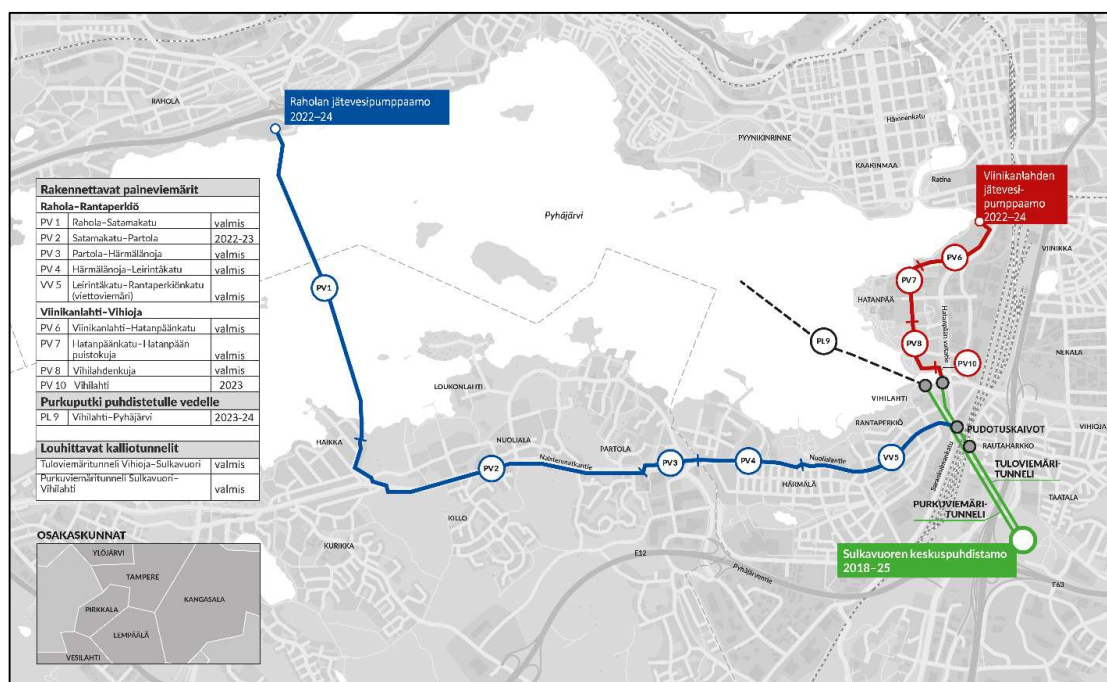 RAHOLA
Raholan jätevesipumppaamo
2022–24
PYYNIKINRINNE
Hämeenkatu
KAAKINMAA
Ratina
Viinikanlahden
jätevesi-
pumppaamo
2022–24
VIINIKKA
Pyhäjärvi
Rakennettavat paineviemärit
Rahola–Rantaperkiö
PV 1 Rahola–Satamakatu valmis
PV 2 Satamakatu–Partola 2022-23
PV 3 Partola–Härmälänoja valmis
PV 4 Härmälänoja–Leirintäkatu valmis
VV 5 Leirintäkatu–Rantaperkiönkatu
(viettoviemäri) valmis
Viinikanlahti–Vihioja
PV 6 Viinikanlahti–Hatanpäänkatu valmis
PV 7 Hatanpäänkatu–Hatanpään
puistokuja valmis
PV 8 Vihilahdenkuja valmis
PV 10 Vihilahti 2023
Purkuputki puhdistetulle vedelle
PL 9 Vihilahti–Pyhäjärvi 2023-24
Louhittavat kalliotunnelit
Tuloviemäritunneli Vihioja–Sulkavuori valmis
Purkuviemäritunneli Sulkavuori–
Vihilahti valmis
PV1
PV6
PV7
HATANPÄÄ
Hatanpään valtatie
PL9
PV8
PV10
NEKALA
LOUKONLAHTI
VIHILAHTI
RANTAPERKIÖ
PUDOTUSKAIVOT
VIHIOJA
RAUTAHARKKO
HAIKKA
NUOLIALA
PARTOLA
Naistenmatkantie
PV2
PV3
PV4
Nuolialantie
VV5
HÄRMÄLÄ
TULOVIEMÄRI-
TUNNELI
TAATALA
PURKUVIEMÄRI-
TUNNELI
KILLO
KURIKKA
E12
Pyhäjärventie
Sulkavuoren keskuspuhdistamo
2018–25
E63
OSAKASKUNNAT
YLÖJÄRVI
TAMPERE
KANGASALA
PIRKKALA
LEMPÄÄLÄ
VESILAHTI